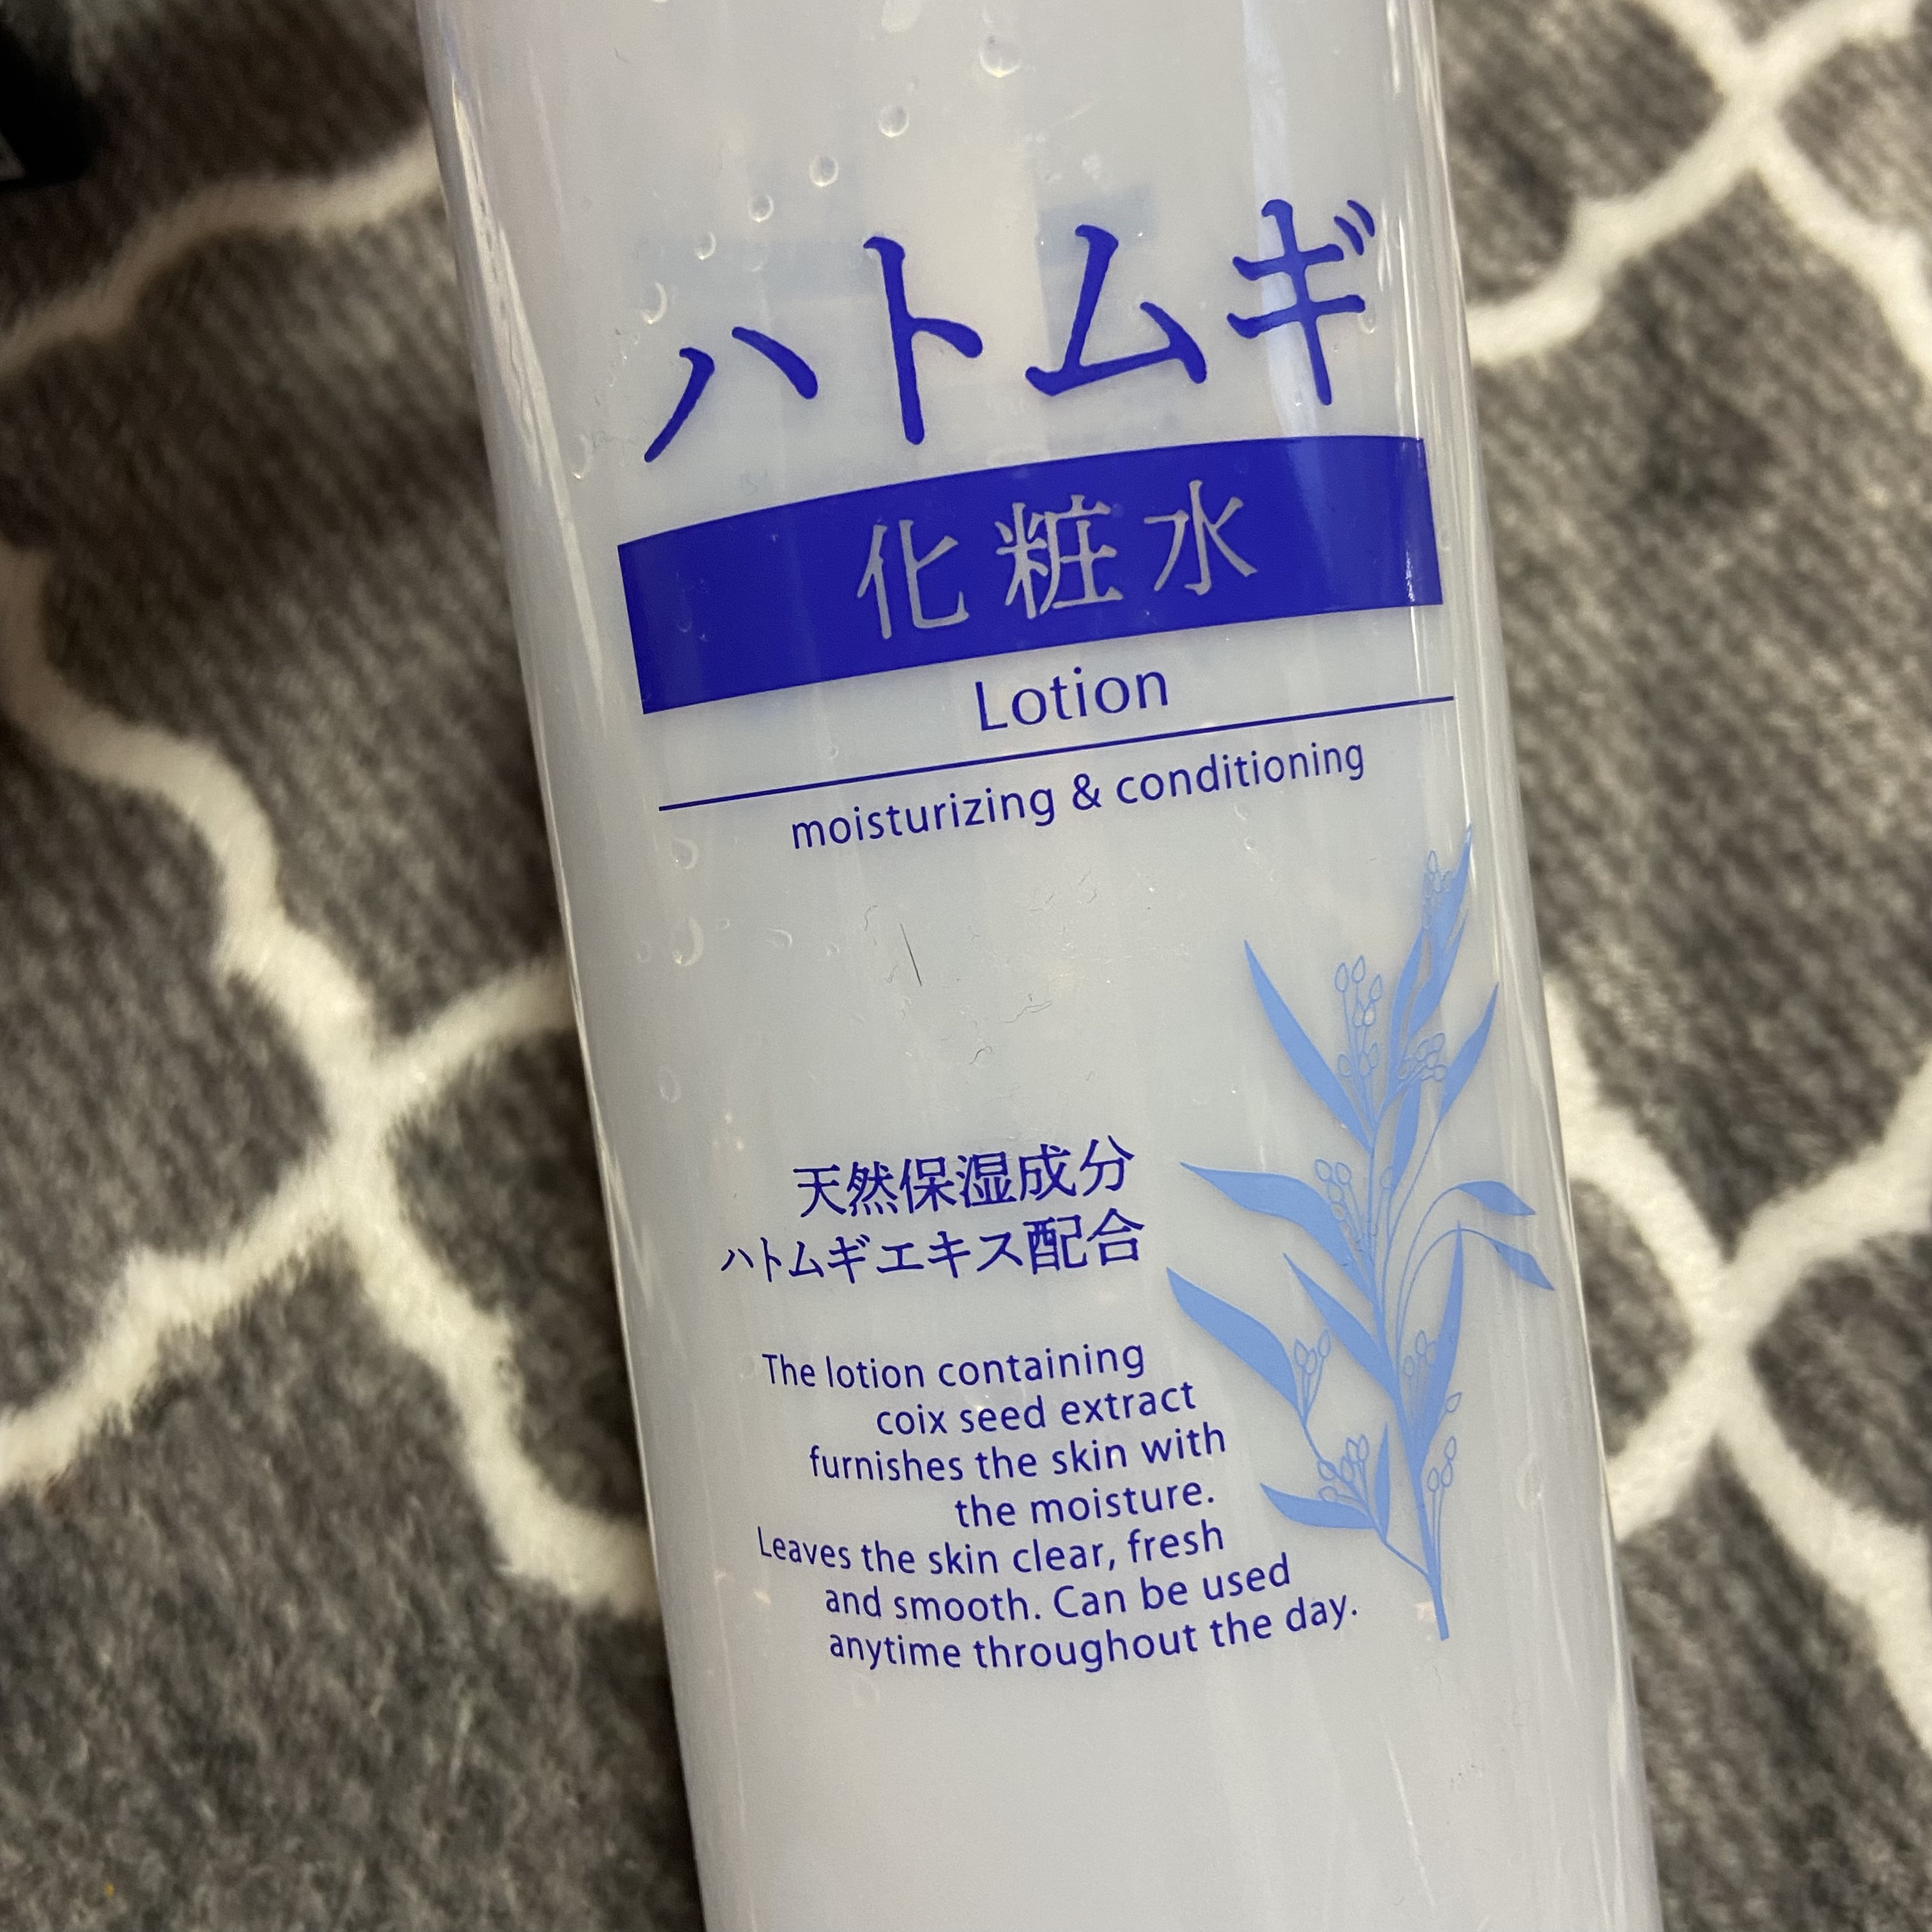 ハトムギ
化粧水
Lotion
moisturizing & conditioning
天然保湿成分
ハトムギエキス配合
The lotion containing
coix seed extract
furnishes the skin with
the moisture.
Leaves the skin clear, fresh
and smooth. Can be used
anytime throughout the day.